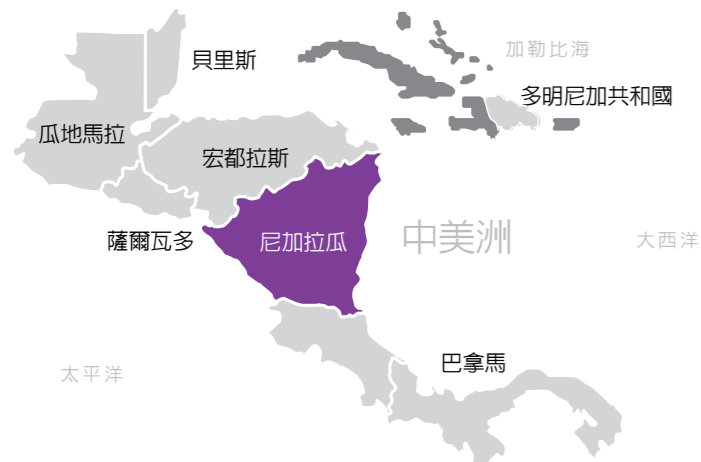 加勒比海
貝里斯
多明尼加共和國
瓜地馬拉
宏都拉斯
薩爾瓦多
尼加拉瓜
中美洲
大西洋
巴拿馬
太平洋